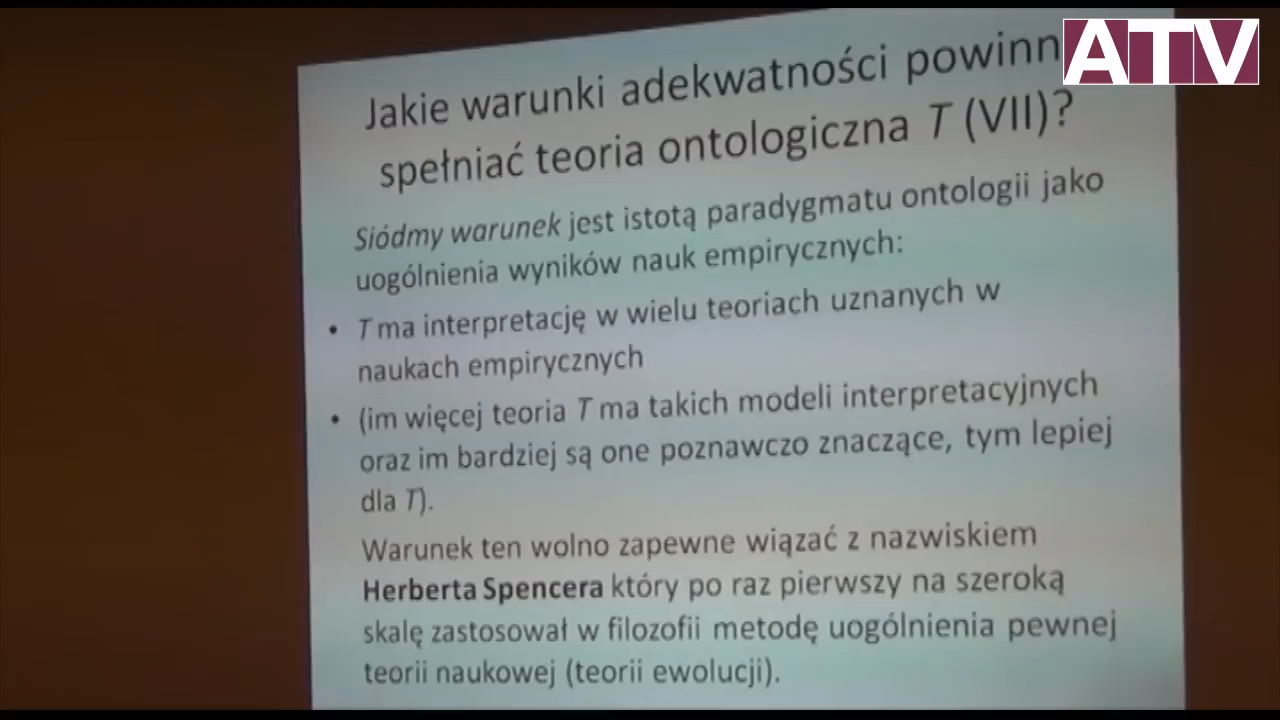 ATV
Jakie warunki adekwatności powinn
spełniać teoria ontologiczna T (VII)?
Siódmy warunek jest istotą paradygmatu ontologii jako
uogólnienia wyników nauk empirycznych:
• T ma interpretację w wielu teoriach uznanych w
naukach empirycznych
• (im więcej teoria T ma takich modeli interpretacyjnych
oraz im bardziej są one poznawczo znaczące, tym lepiej
dla T).
Warunek ten wolno zapewne wiązać z nazwiskiem
Herberta Spencera który po raz pierwszy na szeroką
skalę zastosował w filozofii metodę uogólnienia pewnej
teorii naukowej (teorii ewolucji).